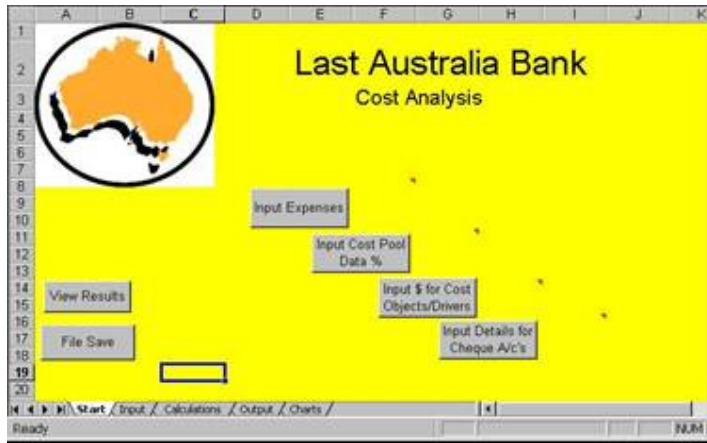 A B C D E F G H I J K
1
2
Last Australia Bank
3
Cost Analysis
4
5
6
7
8
9
Input Expenses
10
11
Input Cost Pool
12
Data %
13
14
View Results
Input $ for Cost
15
Objects/Drivers
16
Input Details for
17
File Save
Cheque A/c's
18
19
20
Start / Input / Calculations / Output / Charts /
Ready
NUM